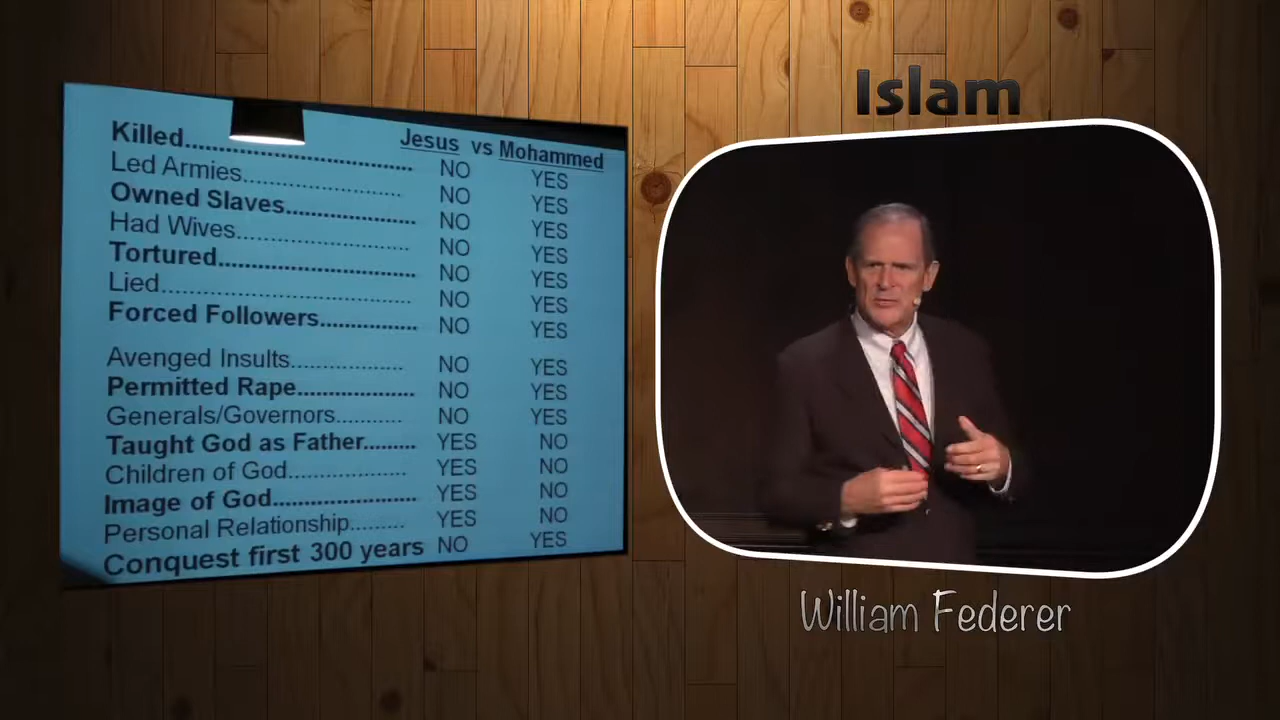 Jesus vs Mohammed
Killed.................................. NO YES
Led Armies......................... NO YES
Owned Slaves................... NO YES
Had Wives.......................... NO YES
Tortured............................. NO YES
Lied...................................... NO YES
Forced Followers............... NO YES
Avenged Insults................. NO YES
Permitted Rape.................. NO YES
Generals/Governors........... NO YES
Taught God as Father......... YES NO
Children of God.................. YES NO
Image of God...................... YES NO
Personal Relationship......... YES NO
Conquest first 300 years NO YES
Islam
William Federer